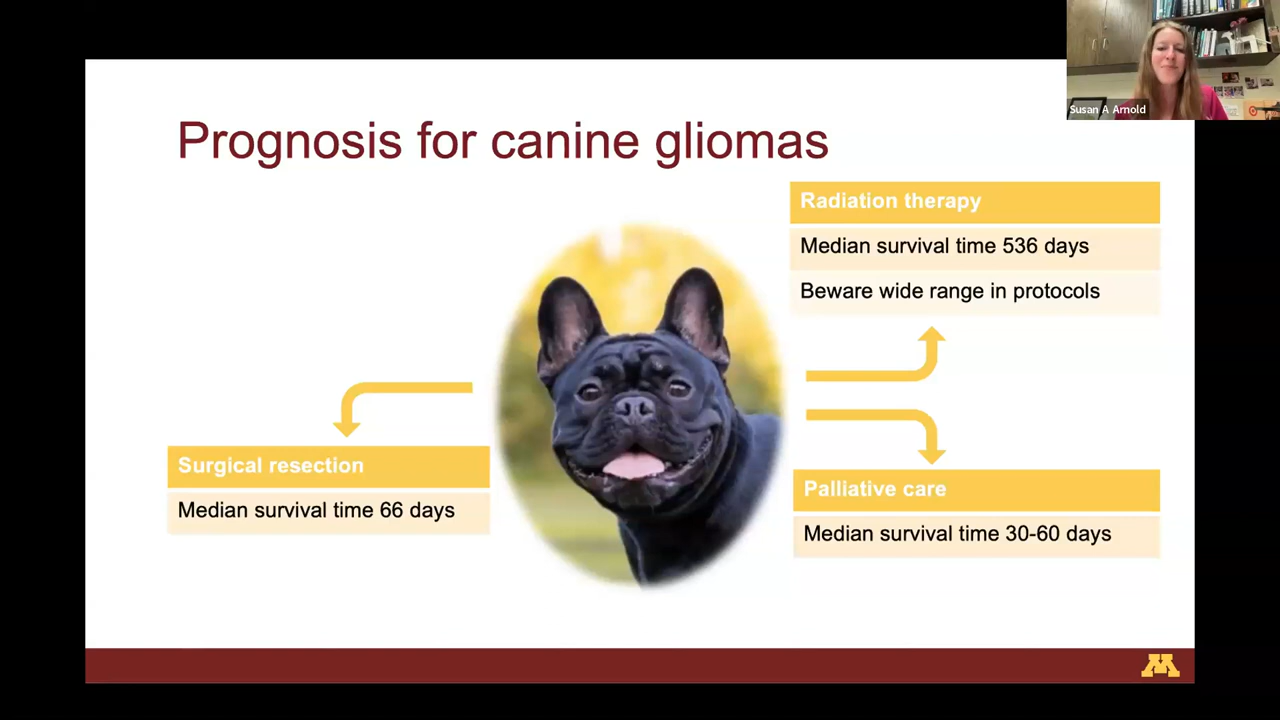 Susan A Arnold
Prognosis for canine gliomas
Radiation therapy
Median survival time 536 days
Beware wide range in protocols
Surgical resection
Median survival time 66 days
Palliative care
Median survival time 30-60 days
M